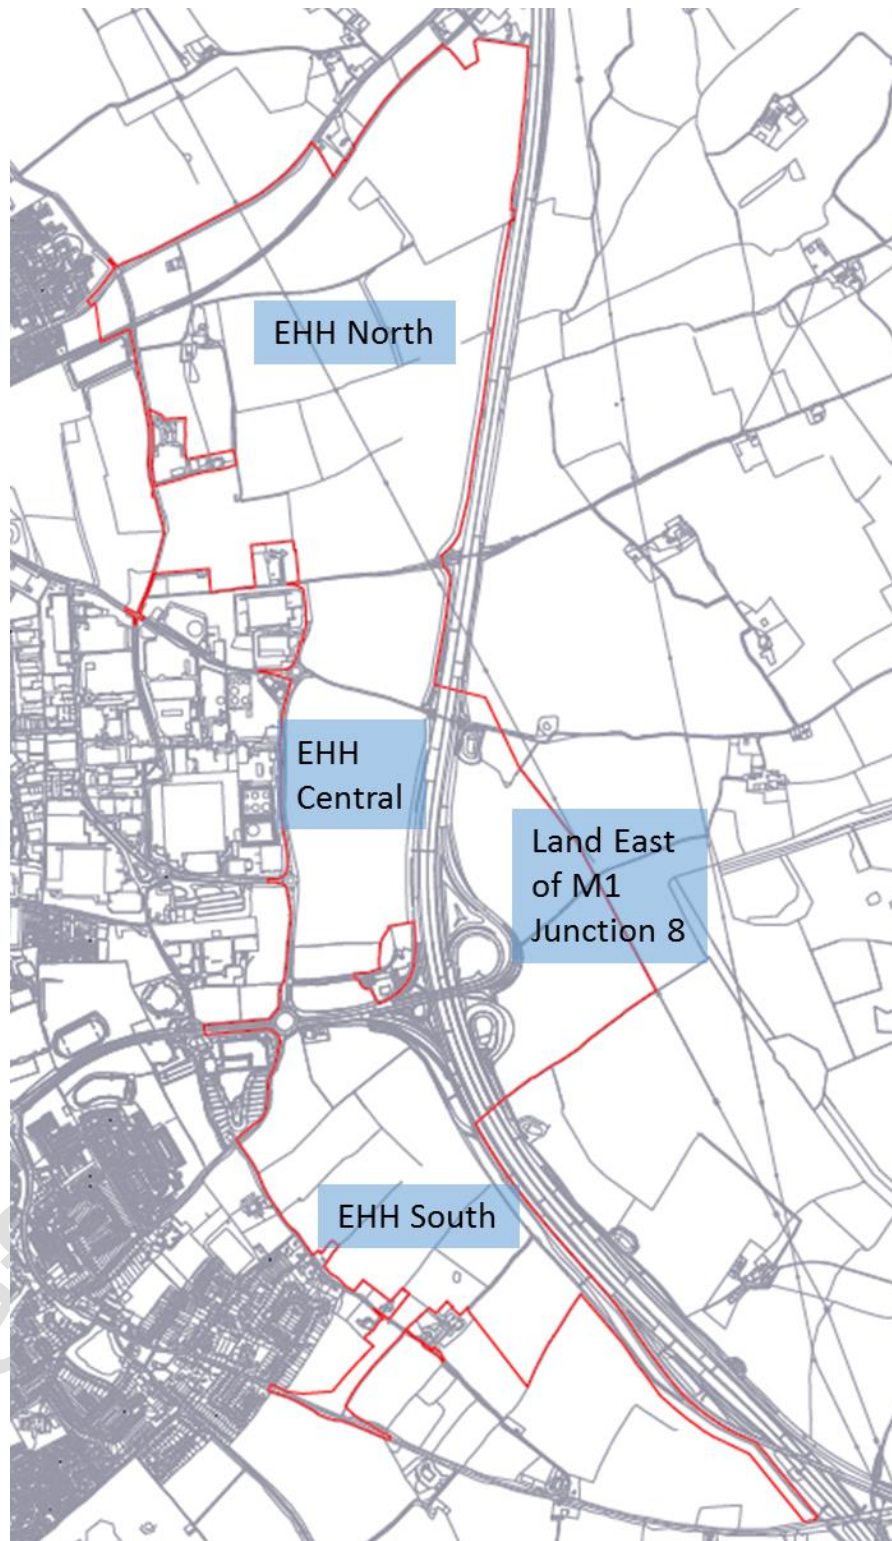 EHH North
EHH
Central
Land East
of M1
Junction 8
EHH South